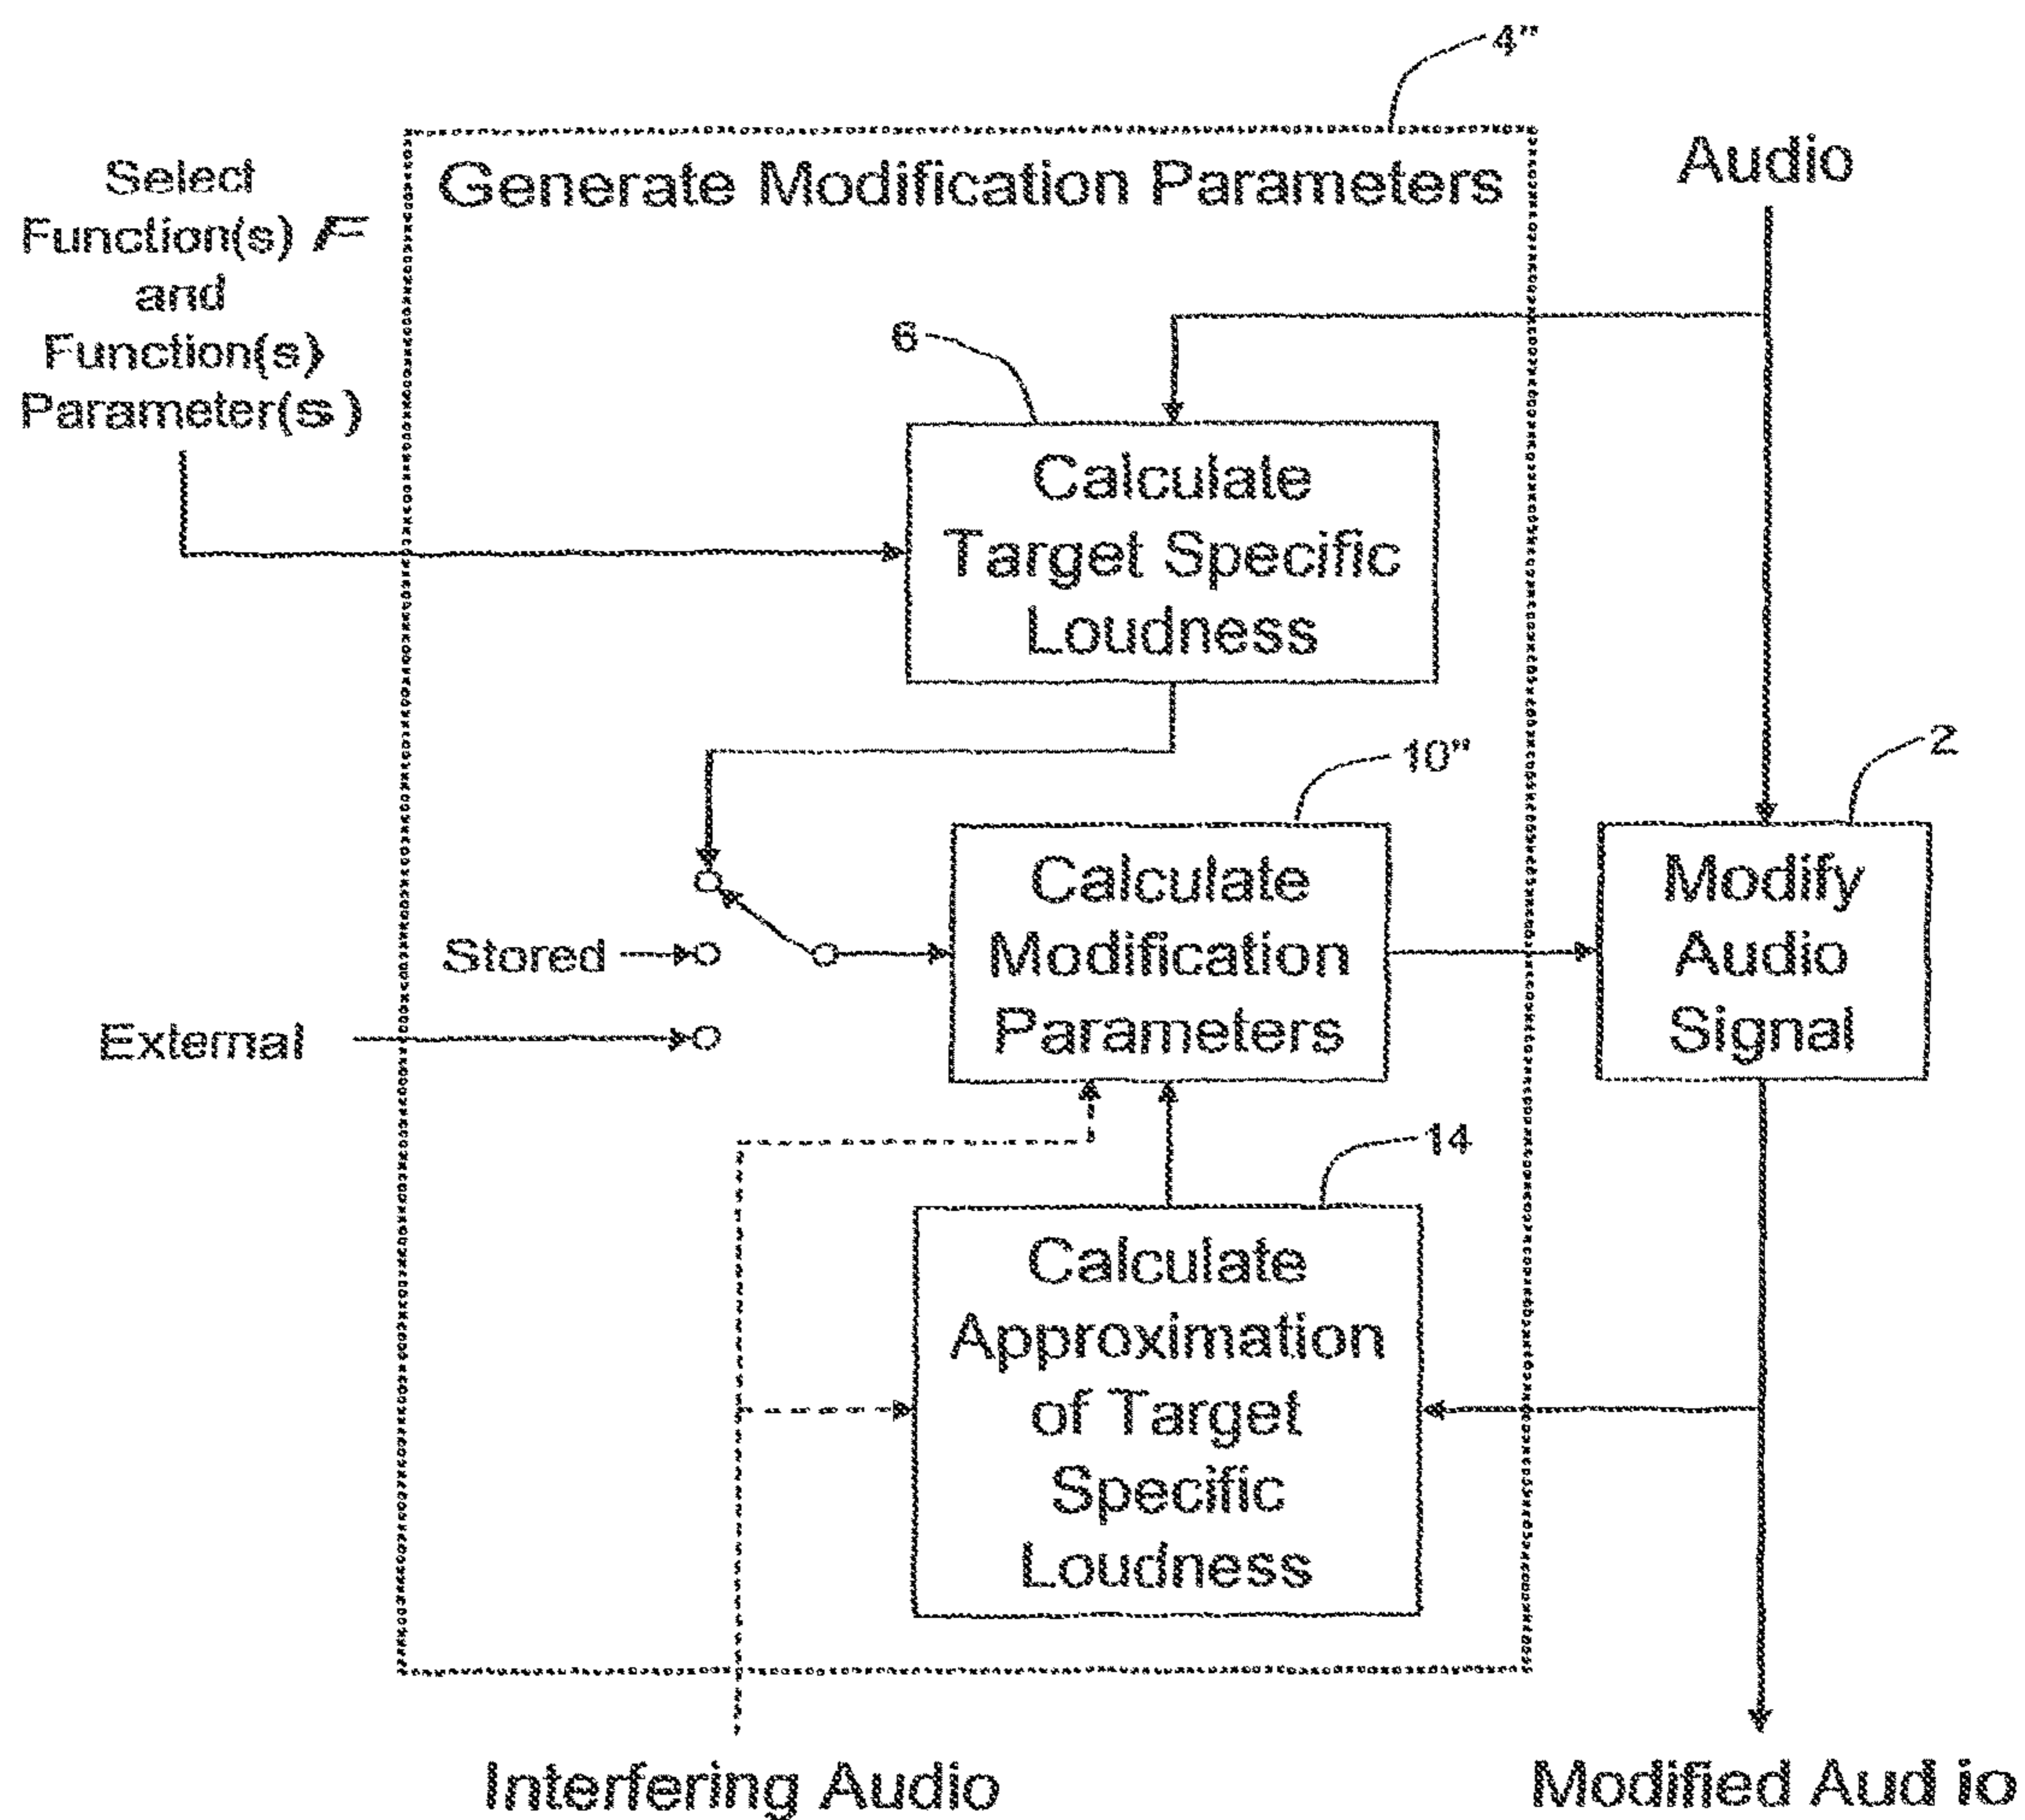 4"
Select
Function(s) F
and
Function(s)
Parameter(s)
Generate Modification Parameters
Audio
6
Calculate
Target Specific
Loudness
10"
2
Calculate
Modification
Parameters
Modify
Audio
Signal
Stored
External
14
Calculate
Approximation
of Target
Specific
Loudness
Interfering Audio
Modified Aud io